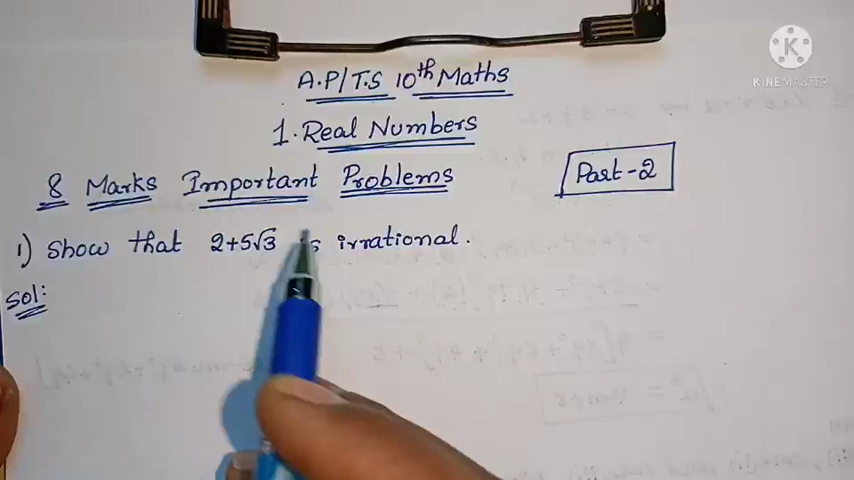 A.P/T.S 10th Maths
1. Real Numbers
8 Marks Important Problems
Part-2
1) Show that 2+5√3 is irrational.
Sol:
KINEMASTER